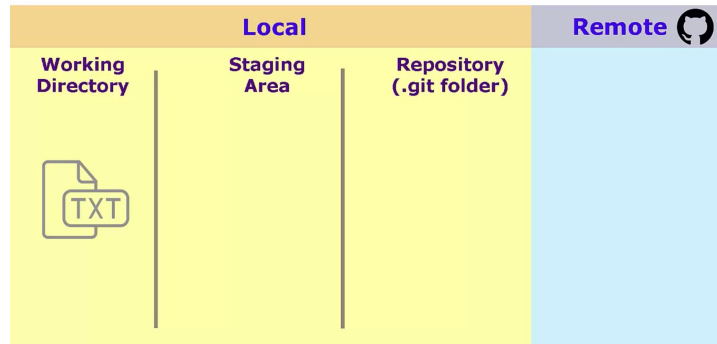 Local
Remote
Working
Directory
Staging
Area
Repository
(.git folder)
TXT